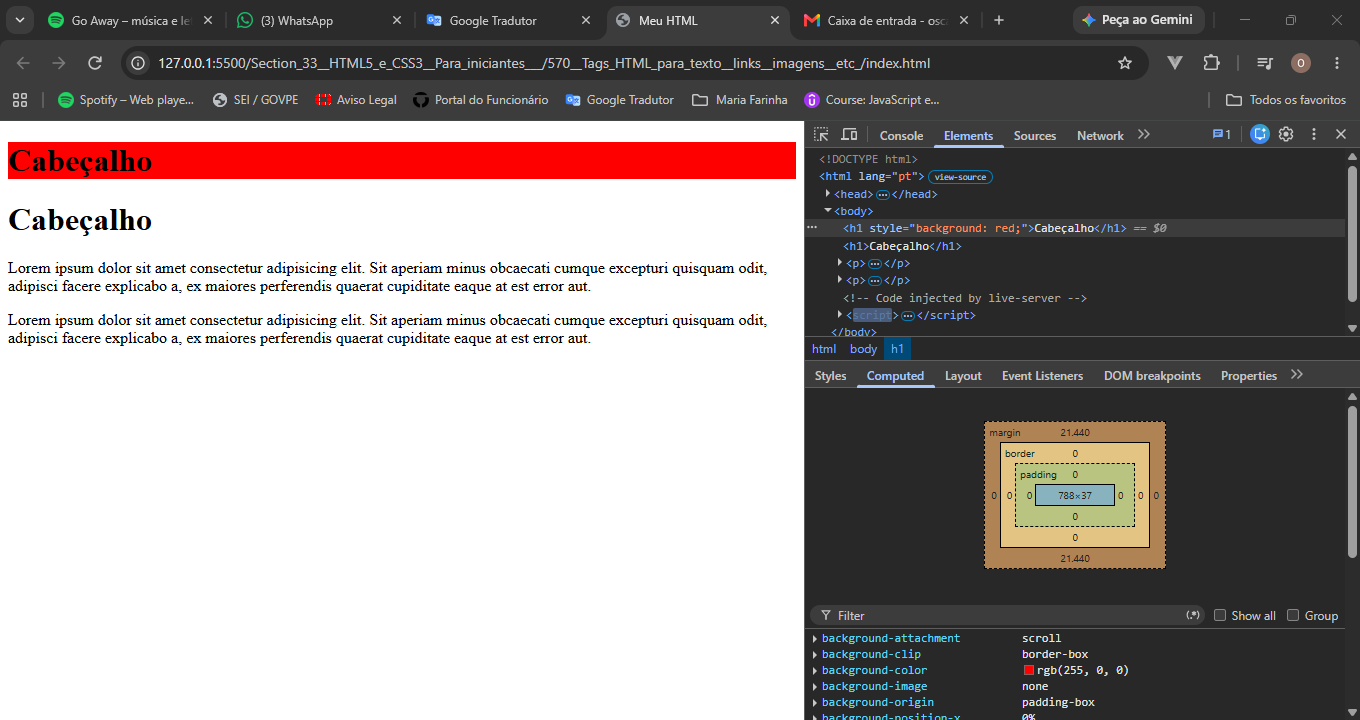 Go Away – música e le
(3) WhatsApp
Google Tradutor
Meu HTML
Caixa de entrada - osc
Peça ao Gemini
127.0.0.1:5500/Section_33__HTML5_e_CSS3__Para_iniciantes___/570__Tags_HTML_para_texto__links__imagens__etc_/index.html
O
Spotify – Web playe...
SEI / GOVPE
Aviso Legal
Portal do Funcionário
Google Tradutor
Maria Farinha
Course: JavaScript e...
Todos os favoritos
Cabeçalho
Cabeçalho
Lorem ipsum dolor sit amet consectetur adipisicing elit. Sit aperiam minus obcaecati cumque excepturi quisquam odit,
adipisci facere explicabo a, ex maiores perferendis quaerat cupiditate eaque at est error aut.
Lorem ipsum dolor sit amet consectetur adipisicing elit. Sit aperiam minus obcaecati cumque excepturi quisquam odit,
adipisci facere explicabo a, ex maiores perferendis quaerat cupiditate eaque at est error aut.
Console Elements Sources Network 1
<!DOCTYPE html>
<html lang="pt"> view-source
<head>…</head>
<body>
<h1 style="background: red;">Cabeçalho</h1> == $0
<h1>Cabeçalho</h1>
<p>…</p>
<p>…</p>
<!-- Code injected by live-server -->
<script>…</script>
</body>
html body h1
Styles Computed Layout Event Listeners DOM breakpoints Properties
margin 21.440
border 0
padding 0
0 0 0 788×37 0 0 0
0
0
21.440
Filter (.*) Show all Group
background-attachment scroll
background-clip border-box
background-color rgb(255, 0, 0)
background-image none
background-origin padding-box
background-position-x 0%